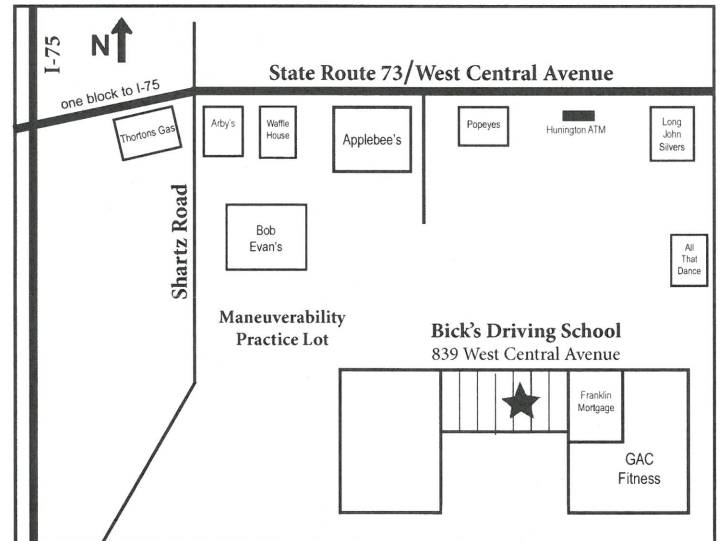 I-75
N
State Route 73/West Central Avenue
one block to I-75
Thortons Gas
Arby's
Waffle
House
Applebee's
Popeyes
Hunington ATM
Long
John
Silvers
Shartz Road
Bob
Evan's
All
That
Dance
Maneuverability
Practice Lot
Bick's Driving School
839 West Central Avenue
Franklin
Mortgage
GAC
Fitness